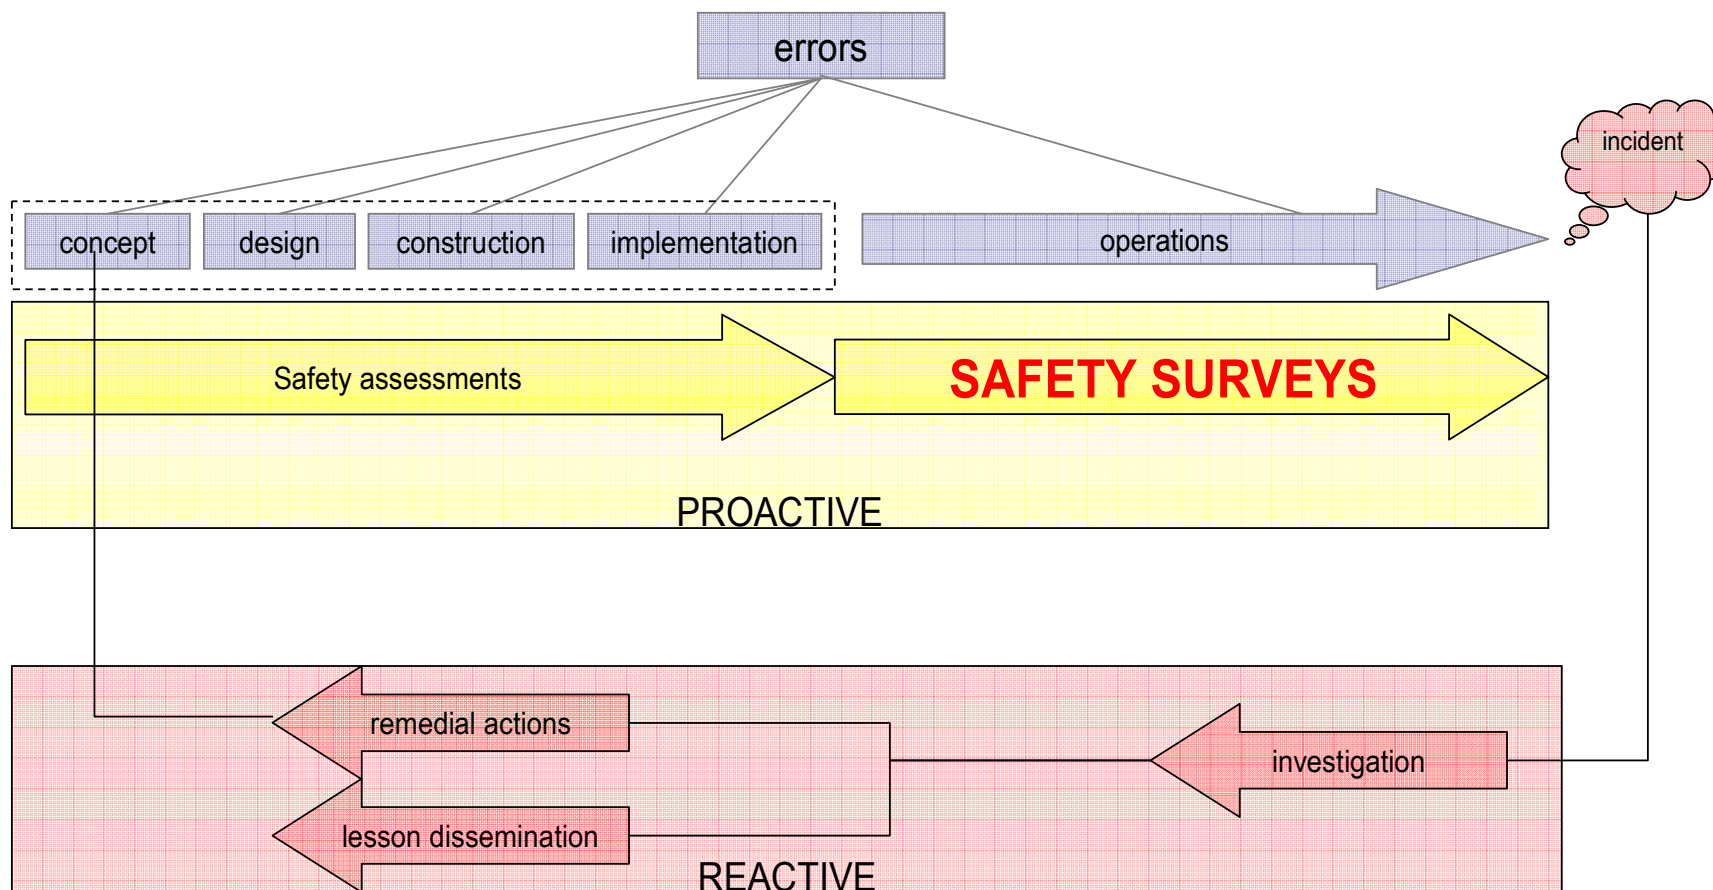 errors
incident
concept
design
construction
implementation
operations
Safety assessments
SAFETY SURVEYS
PROACTIVE
remedial actions
investigation
lesson dissemination
REACTIVE